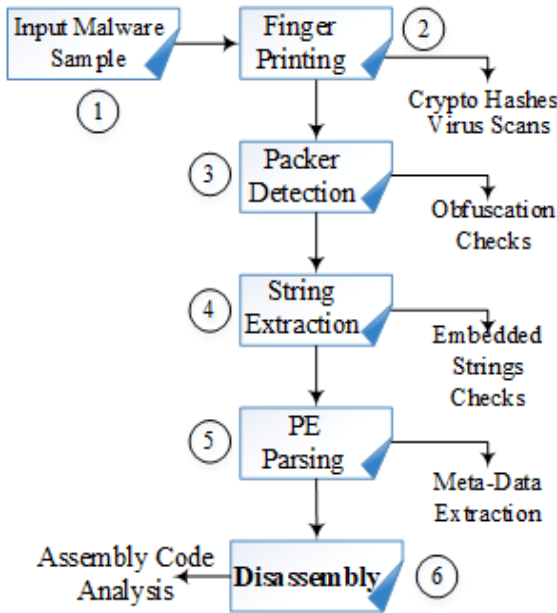 Input Malware
Sample
1
Finger
Printing
2
Crypto Hashes
Virus Scans
3
Packer
Detection
Obfuscation
Checks
4
String
Extraction
Embedded
Strings
Checks
5
PE
Parsing
Meta-Data
Extraction
Assembly Code
Analysis
Disassembly
6